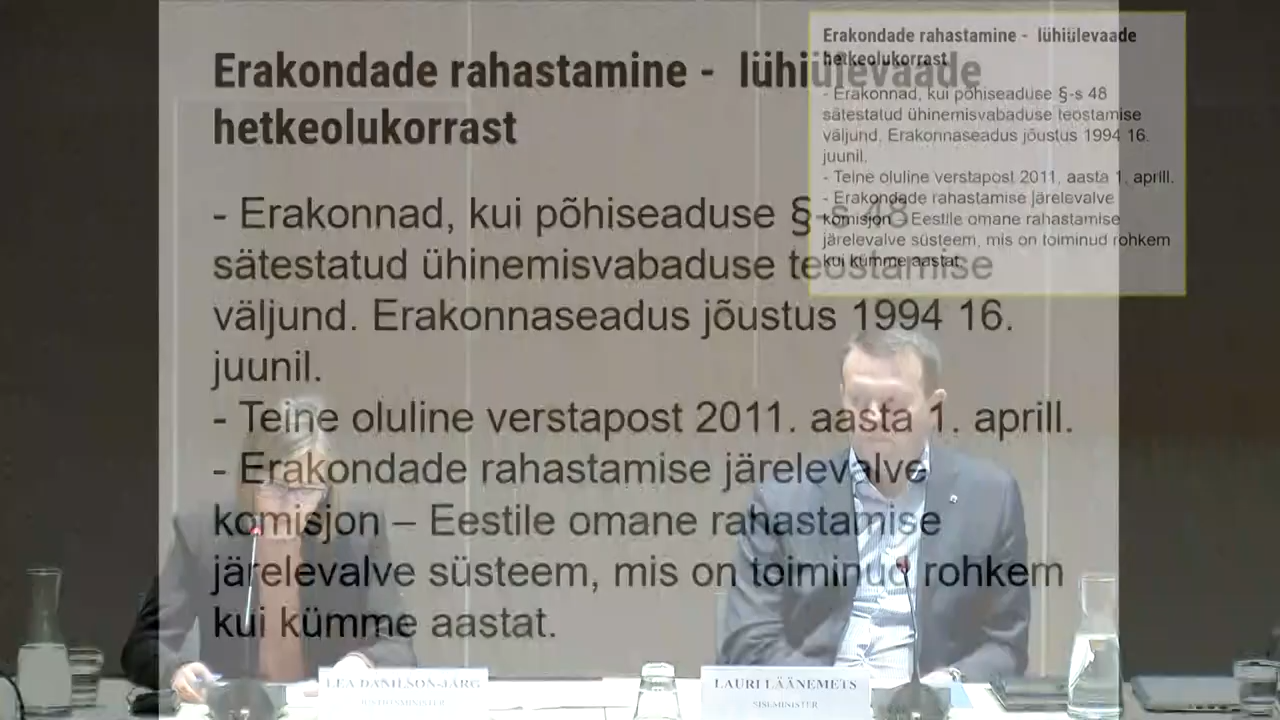 Erakondade rahastamine - lühiülevaade
hetkeolukorrast
- Erakonnad, kui põhiseaduse §-s 48
sätestatud ühinemisvabaduse teostamise
väljund. Erakonnaseadus jõustus 1994 16.
juunil.
- Teine oluline verstapost 2011. aasta 1. aprill.
- Erakondade rahastamise järelevalve
komisjon – Eestile omane rahastamise
järelevalve süsteem, mis on toiminud rohkem
kui kümme aastat.
Erakondade rahastamine - lühiülevaade
hetkeolukorrast
- Erakonnad, kui põhiseaduse §-s 48
sätestatud ühinemisvabaduse teostamise
väljund. Erakonnaseadus jõustus 1994 16.
juunil.
- Teine oluline verstapost 2011. aasta 1. aprill.
- Erakondade rahastamise järelevalve
komisjon – Eestile omane rahastamise
järelevalve süsteem, mis on toiminud rohkem
kui kümme aastat.
LEA DANILSON-JÄRG
JUSTIITSMINISTER
LAURI LÄÄNEMETS
SISEMINISTER